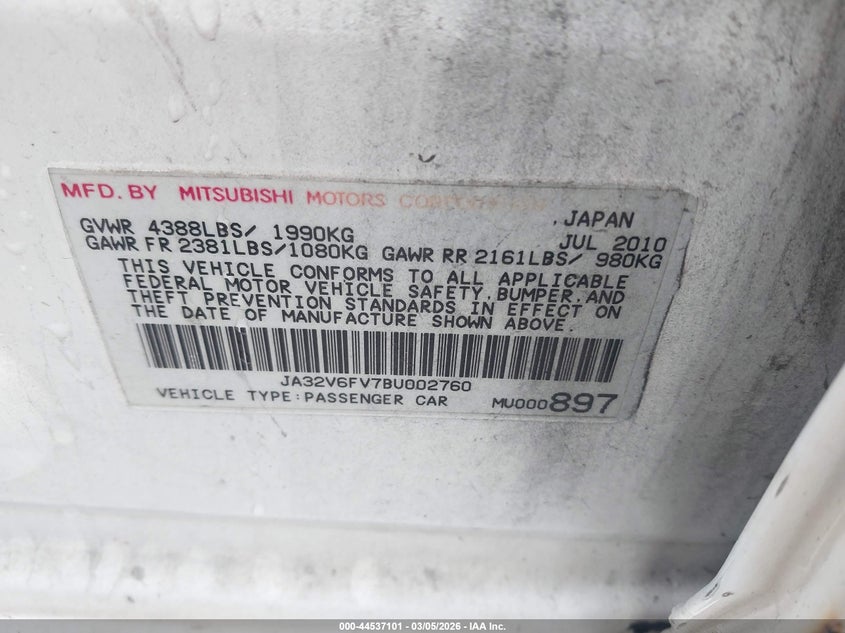 MFD. BY MITSUBISHI MOTORS CORPORATION
JAPAN
GVWR 4388LBS/ 1990KG JUL 2010
GAWR FR 2381LBS/1080KG GAWR RR 2161LBS/ 980KG
THIS VEHICLE CONFORMS TO ALL APPLICABLE
FEDERAL MOTOR VEHICLE SAFETY, BUMPER, AND
THEFT PREVENTION STANDARDS IN EFFECT ON
THE DATE OF MANUFACTURE SHOWN ABOVE.
JA32V6FV7BU002760
VEHICLE TYPE:PASSENGER CAR MU000897
000-44537101 - 03/05/2026 - IAA Inc.